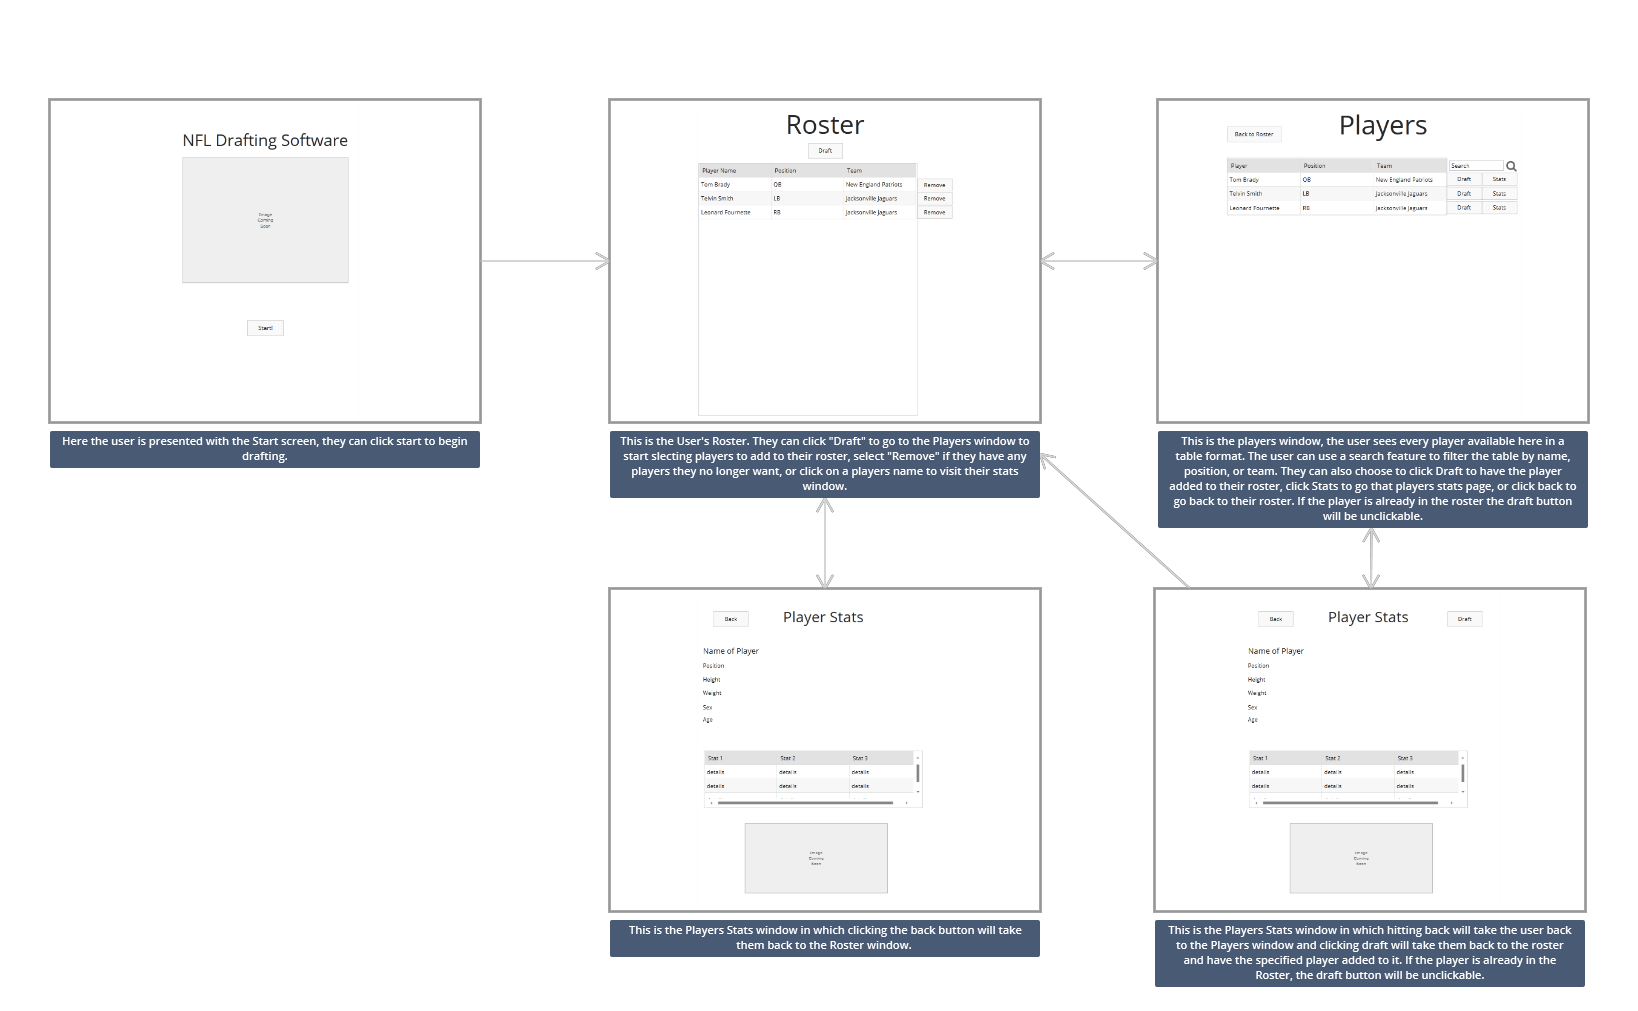 NFL Drafting Software
Image
Coming
Soon
Start!
Here the user is presented with the Start screen, they can click start to begin
drafting.
Roster
Draft
Player Name Position Team
Tom Brady QB New England Patriots Remove
Telvin Smith LB Jacksonville Jaguars Remove
Leonard Fournette RB Jacksonville Jaguars Remove
This is the User's Roster. They can click "Draft" to go to the Players window to
start slecting players to add to their roster, select "Remove" if they have any
players they no longer want, or click on a players name to visit their stats
window.
Back to Roster
Players
Player Position Team Search
Tom Brady QB New England Patriots Draft Stats
Telvin Smith LB Jacksonville Jaguars Draft Stats
Leonard Fournette RB Jacksonville Jaguars Draft Stats
This is the players window, the user sees every player available here in a
table format. The user can use a search feature to filter the table by name,
position, or team. They can also choose to click Draft to have the player
added to their roster, click Stats to go that players stats page, or click back to
go back to their roster. If the player is already in the roster the draft button
will be unclickable.
Back Player Stats
Name of Player
Position
Height
Weight
Sex
Age
Stat 1 Stat 2 Stat 3
details details details
details details details
Image
Coming
Soon
This is the Players Stats window in which clicking the back button will take
them back to the Roster window.
Back Player Stats Draft
Name of Player
Position
Height
Weight
Sex
Age
Stat 1 Stat 2 Stat 3
details details details
details details details
Image
Coming
Soon
This is the Players Stats window in which hitting back will take the user back
to the Players window and clicking draft will take them back to the roster
and have the specified player added to it. If the player is already in the
Roster, the draft button will be unclickable.